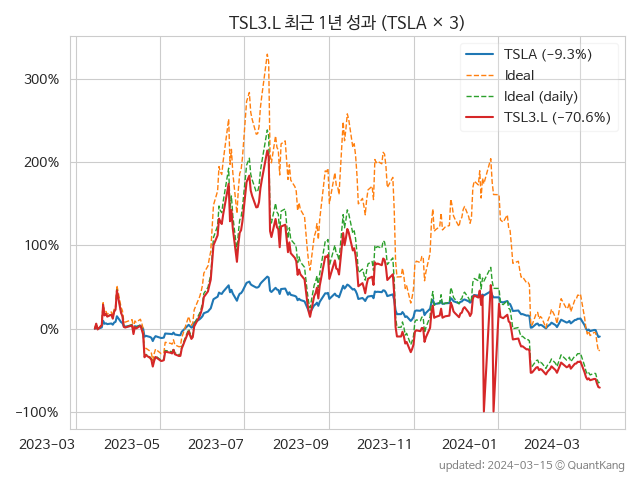 TSL3.L 최근 1년 성과 (TSLA × 3)
TSLA (−9.3%)
Ideal
Ideal (daily)
TSL3.L (−70.6%)
300%
200%
100%
0%
−100%
2023-03 2023-05 2023-07 2023-09 2023-11 2024-01 2024-03
updated: 2024-03-15 © QuantKang